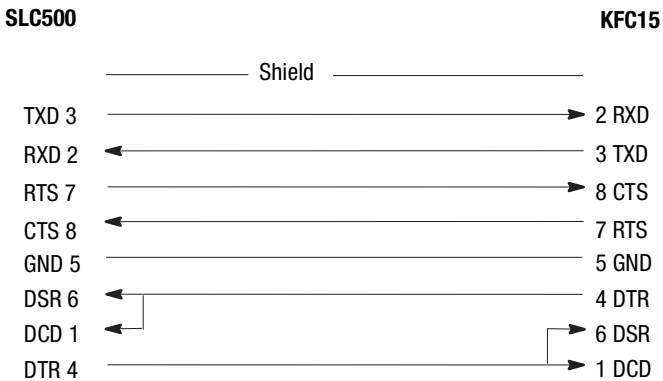 SLC500 KFC15
Shield
TXD 3 2 RXD
RXD 2 3 TXD
RTS 7 8 CTS
CTS 8 7 RTS
GND 5 5 GND
DSR 6 4 DTR
DCD 1 6 DSR
DTR 4 1 DCD